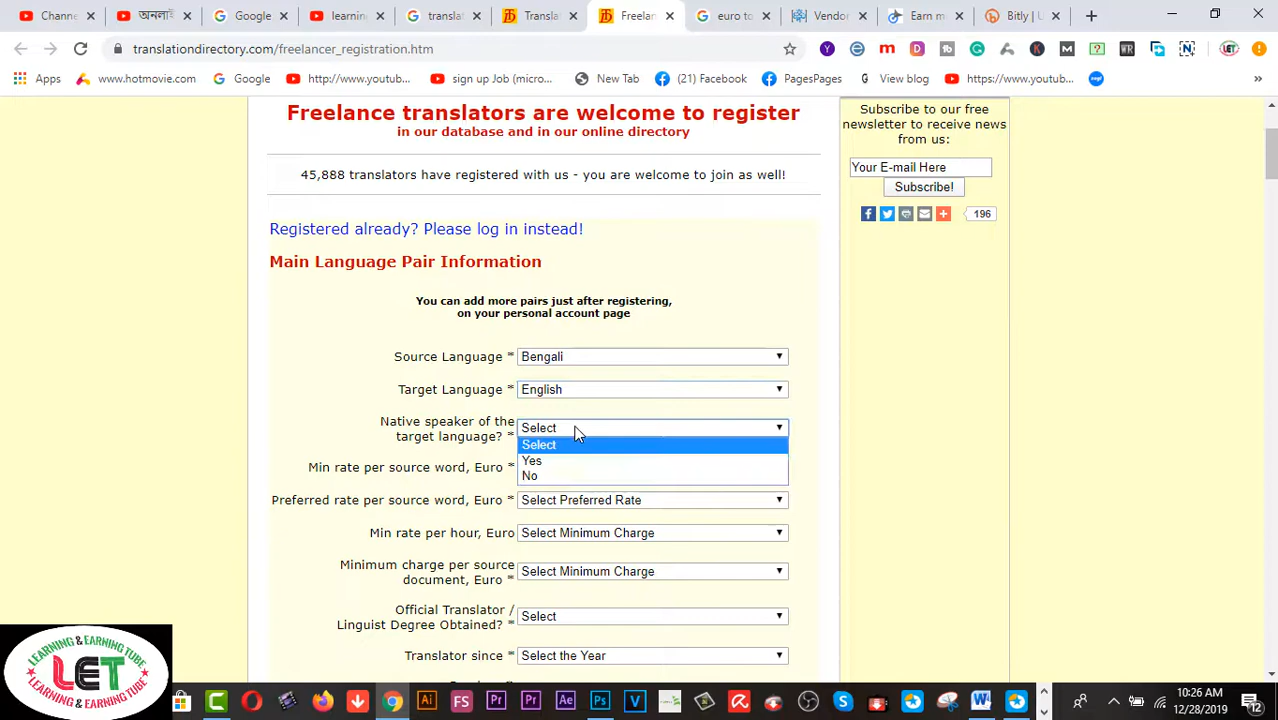 Channe
অনলাই
Google
learning
translat
Transla
Freelan
euro to
Vendor
Earn m
Bitly | U
translationdirectory.com/freelancer_registration.htm
Apps
www.hotmovie.com
Google
http://www.youtub...
sign up Job (micro...
New Tab
(21) Facebook
PagesPages
View blog
https://www.youtub...
Freelance translators are welcome to register
in our database and in our online directory
45,888 translators have registered with us - you are welcome to join as well!
Registered already? Please log in instead!
Main Language Pair Information
You can add more pairs just after registering,
on your personal account page
Source Language * Bengali
Target Language * English
Native speaker of the
target language? * Select
Select
Yes
No
Min rate per source word, Euro *
Preferred rate per source word, Euro * Select Preferred Rate
Min rate per hour, Euro Select Minimum Charge
Minimum charge per source
document, Euro * Select Minimum Charge
Official Translator /
Linguist Degree Obtained? * Select
Translator since * Select the Year
Subscribe to our free
newsletter to receive news
from us:
Your E-mail Here
Subscribe!
196
LEARNING & EARNING TUBE
LET
LEARNING & EARNING TUBE
10:26 AM
12/28/2019
12